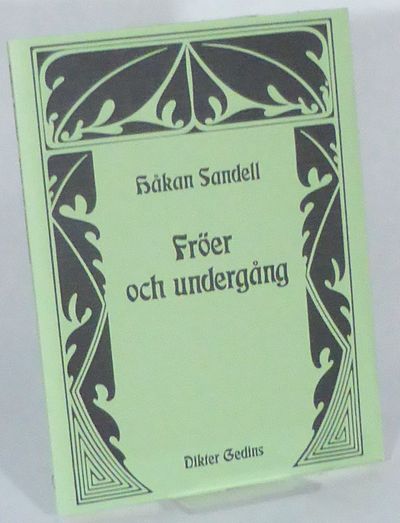 Håkan Sandell
Fröer
och undergång
Dikter Gedins